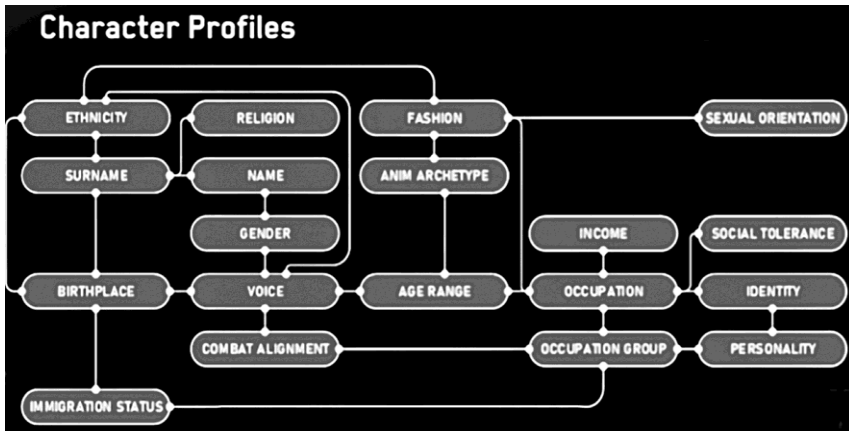 Character Profiles
ETHNICITY
RELIGION
FASHION
SEXUAL ORIENTATION
SURNAME
NAME
ANIM ARCHETYPE
GENDER
INCOME
SOCIAL TOLERANCE
BIRTHPLACE
VOICE
AGE RANGE
OCCUPATION
IDENTITY
COMBAT ALIGNMENT
OCCUPATION GROUP
PERSONALITY
IMMIGRATION STATUS